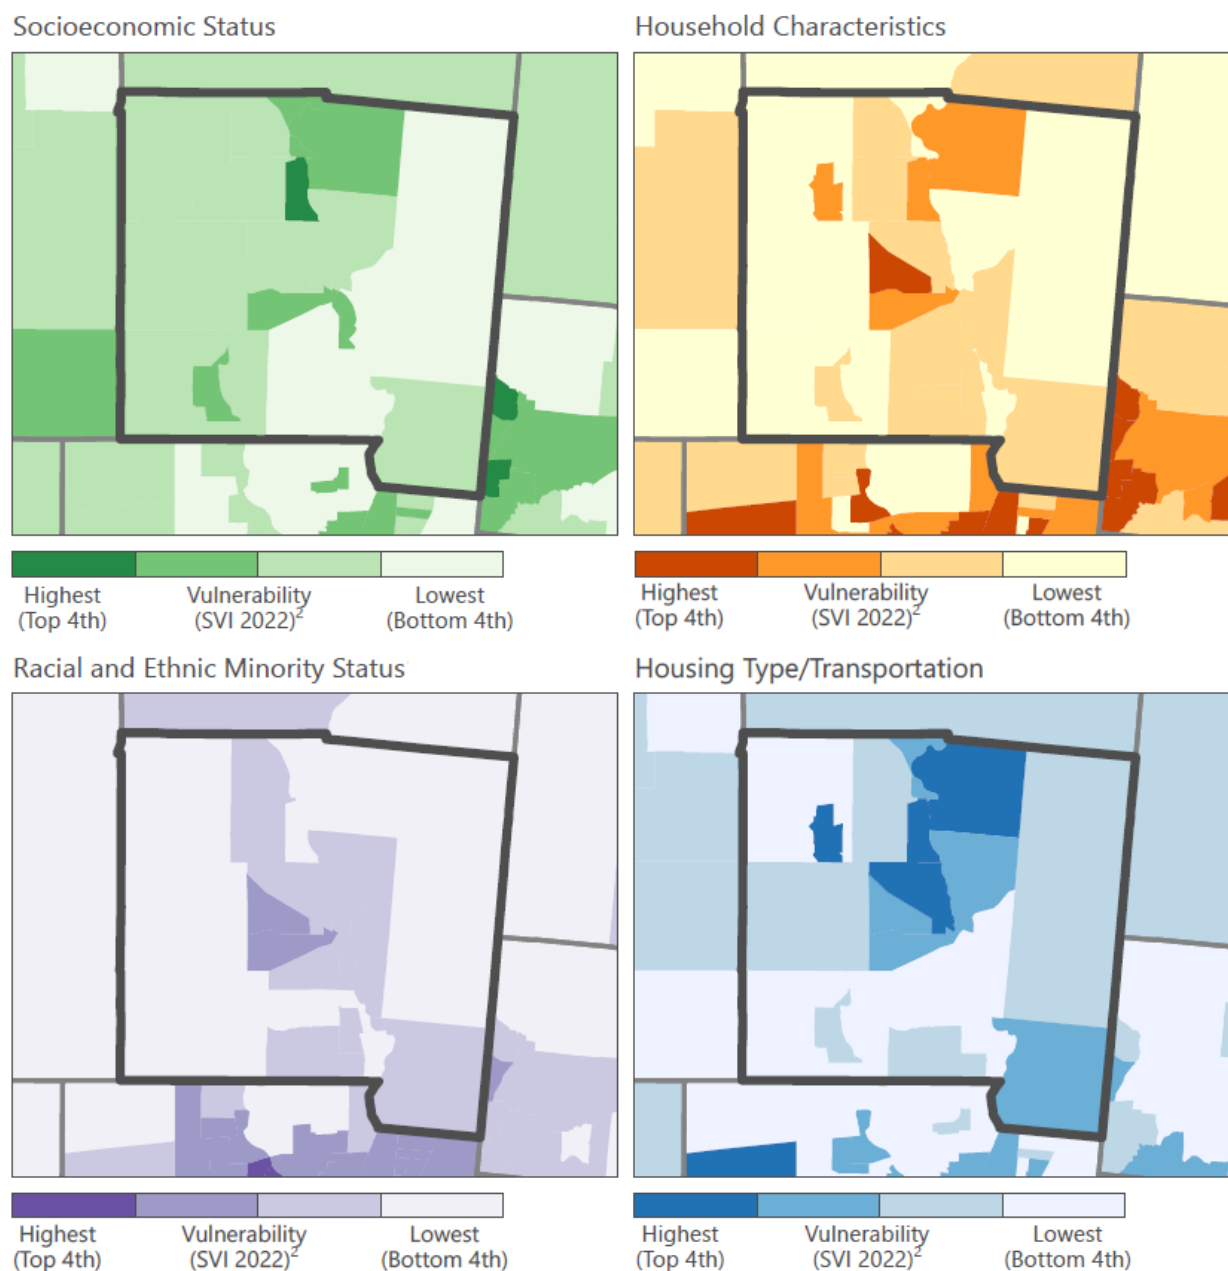 Socioeconomic Status
Household Characteristics
Highest
(Top 4th)
Vulnerability
(SVI 2022)²
Lowest
(Bottom 4th)
Highest
(Top 4th)
Vulnerability
(SVI 2022)²
Lowest
(Bottom 4th)
Racial and Ethnic Minority Status
Housing Type/Transportation
Highest
(Top 4th)
Vulnerability
(SVI 2022)²
Lowest
(Bottom 4th)
Highest
(Top 4th)
Vulnerability
(SVI 2022)²
Lowest
(Bottom 4th)